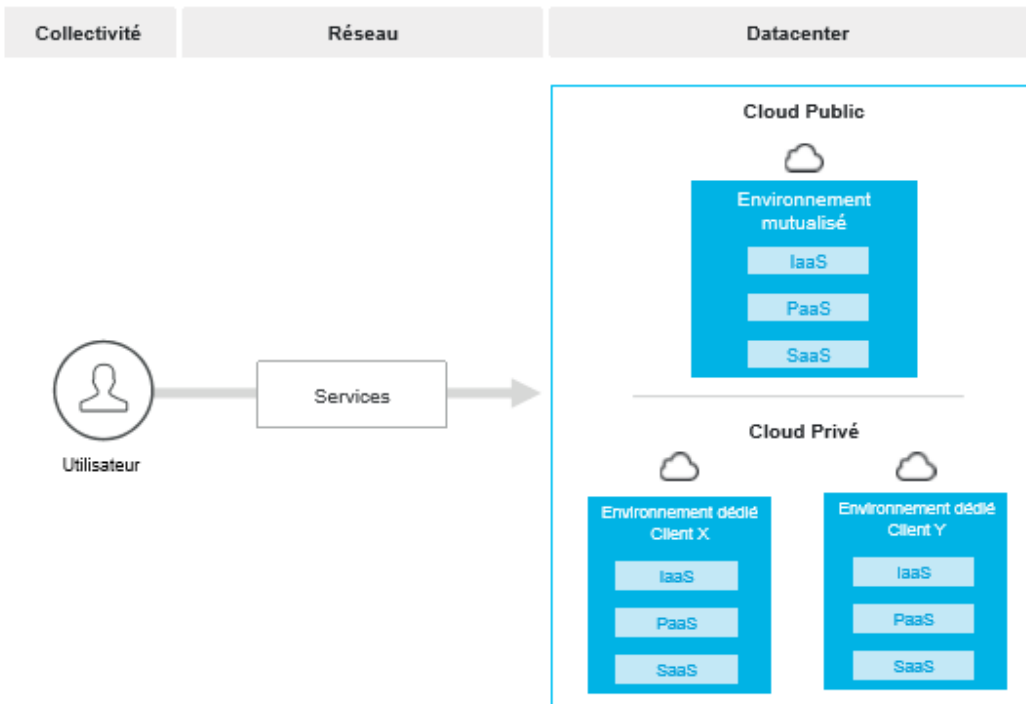 Collectivité
Réseau
Datacenter
Cloud Public
Environnement
mutualisé
IaaS
PaaS
SaaS
Services
Utilisateur
Cloud Privé
Environnement dédié
Client X
IaaS
PaaS
SaaS
Environnement dédié
Client Y
IaaS
PaaS
SaaS